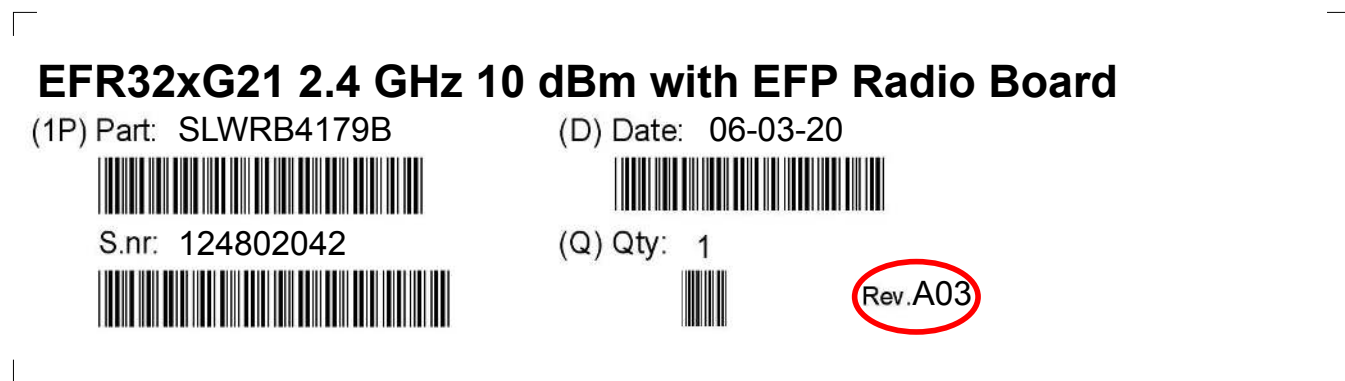 EFR32xG21 2.4 GHz 10 dBm with EFP Radio Board
(1P) Part: SLWRB4179B (D) Date: 06-03-20
S.nr: 124802042 (Q) Qty: 1
Rev.A03